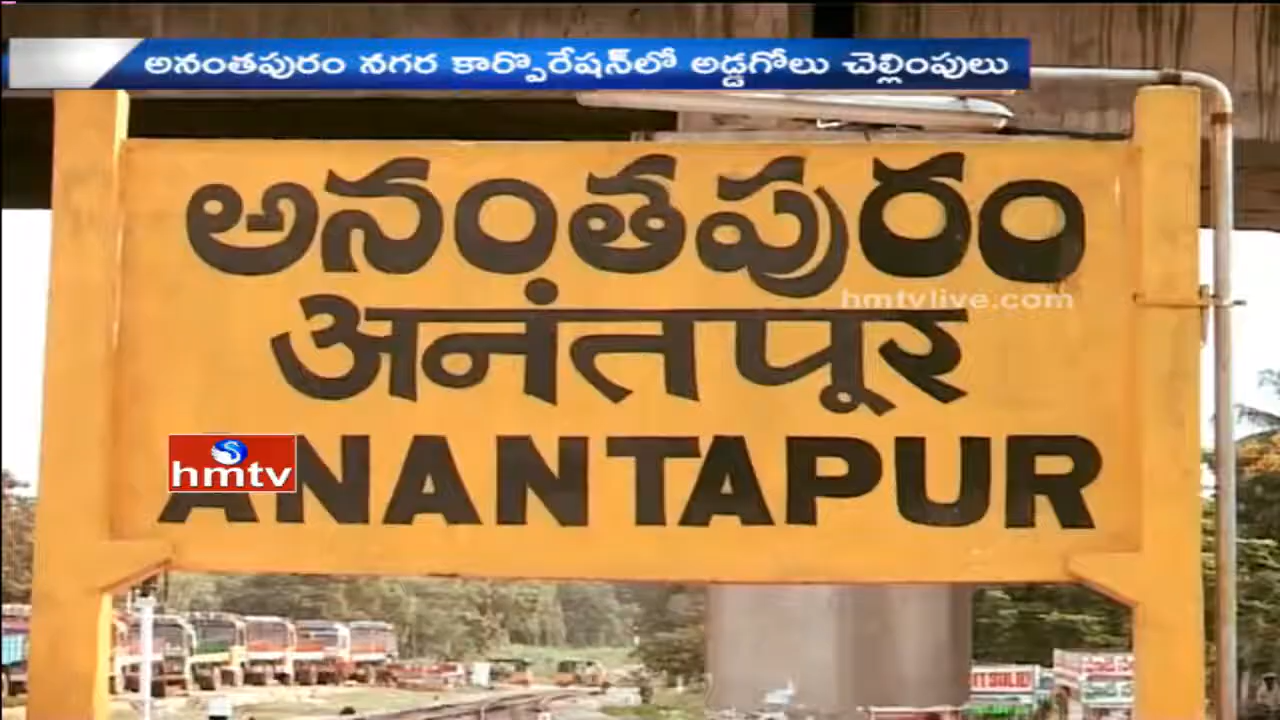 అనంతపురం నగర కార్పొరేషన్‌లో అడ్డగోలు చెల్లింపులు
అనంతపురం
hmtvlive.com
अनंतपूर
hmtv
ANANTAPUR